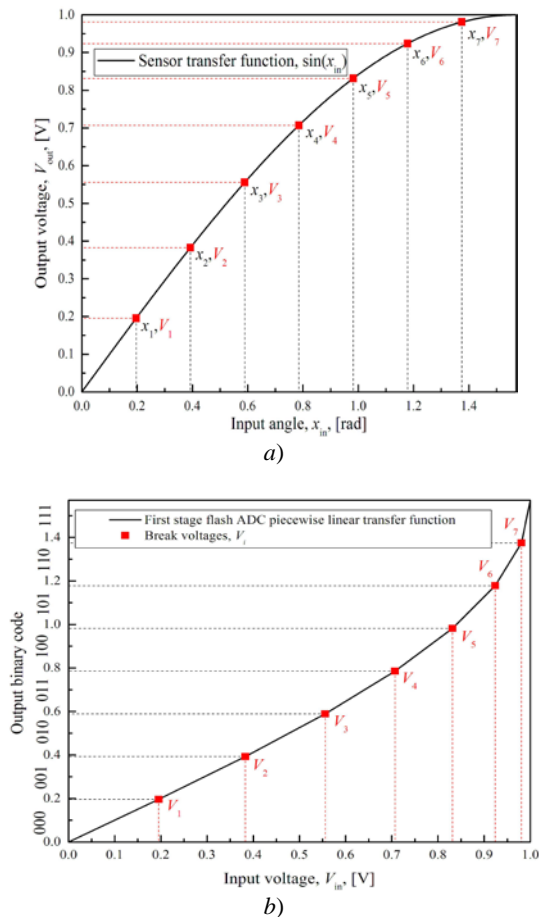 1.0
0.9
0.8
0.7
0.6
0.5
0.4
0.3
0.2
0.1
0.0
Output voltage, V_out, [V]
Sensor transfer function, sin(x_in)
x_7, V_7
x_6, V_6
x_5, V_5
x_4, V_4
x_3, V_3
x_2, V_2
x_1, V_1
0.0 0.2 0.4 0.6 0.8 1.0 1.2 1.4
Input angle, x_in, [rad]
a)
First stage flash ADC piecewise linear transfer function
Break voltages, V_i
Output binary code
000 001 010 011 100 101 110 111
1.4
1.2
1.0
0.8
0.6
0.4
0.2
0.0
V_7
V_6
V_5
V_4
V_3
V_2
V_1
0.0 0.1 0.2 0.3 0.4 0.5 0.6 0.7 0.8 0.9 1.0
Input voltage, V_in, [V]
b)